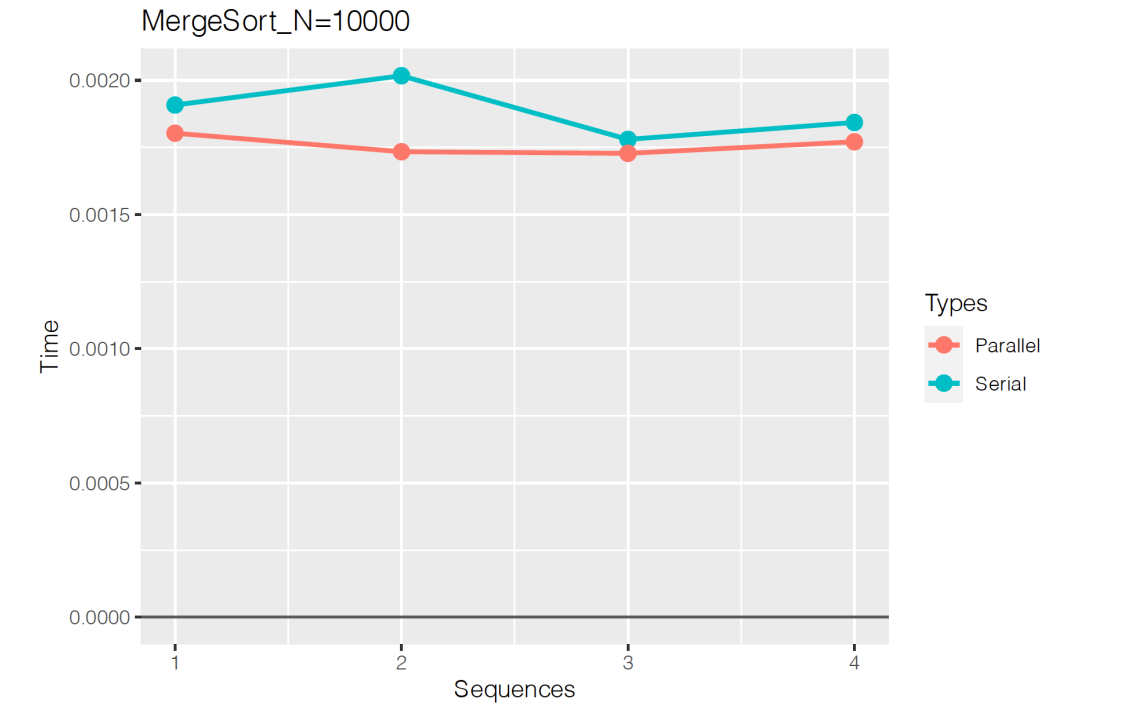 MergeSort_N=10000
0.0020
0.0015
0.0010
0.0005
0.0000
Time
1 2 3 4
Sequences
Types
Parallel
Serial